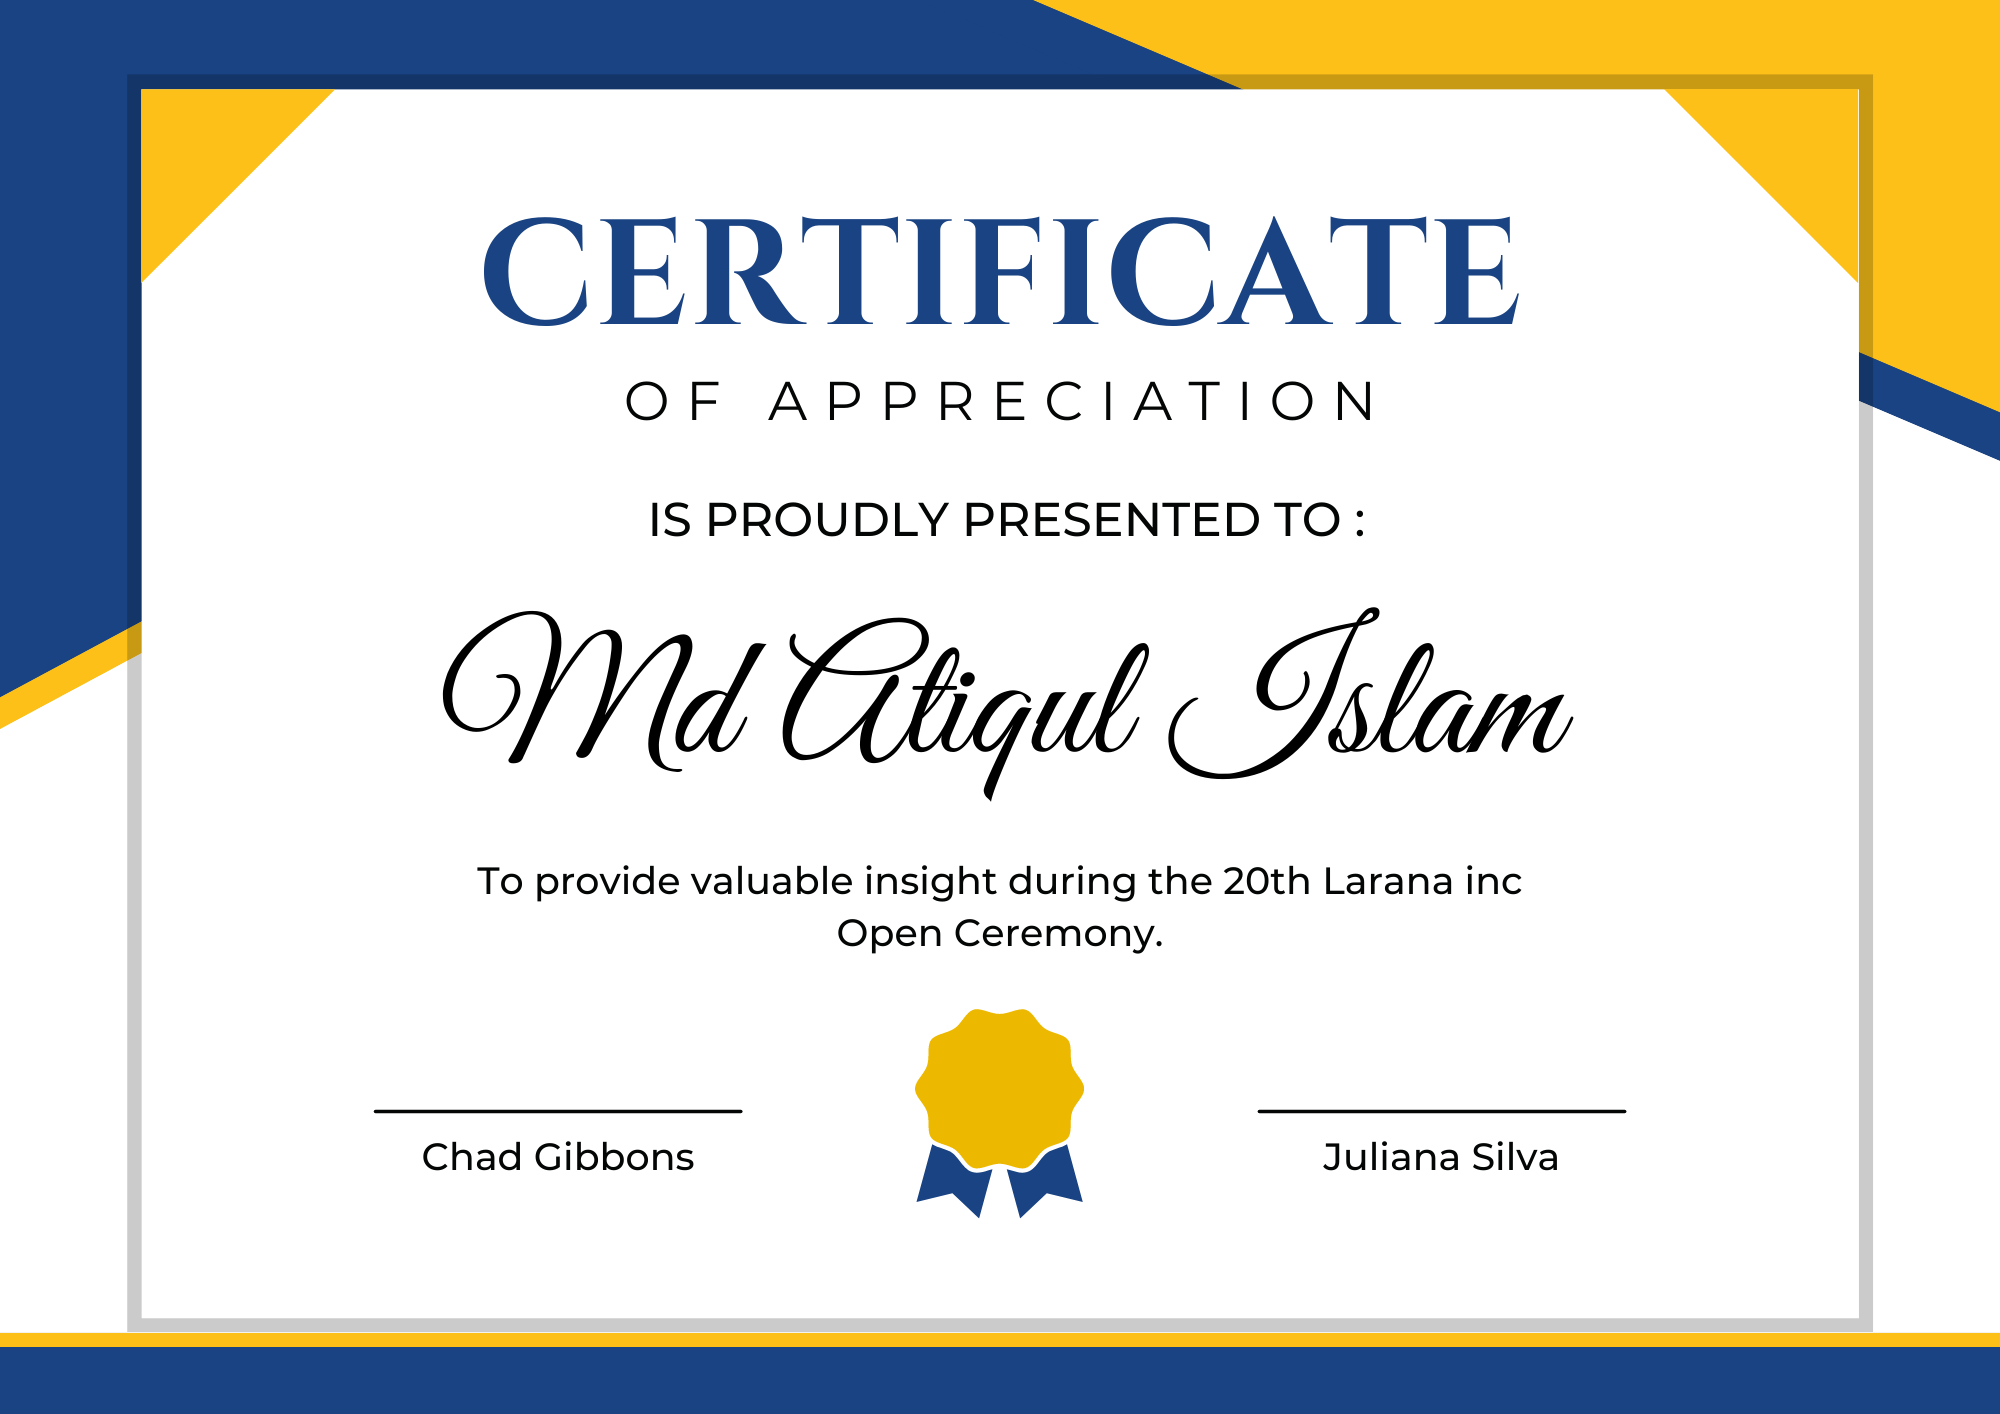 CERTIFICATE
OF APPRECIATION
IS PROUDLY PRESENTED TO :
Md Atiqul Islam
To provide valuable insight during the 20th Larana inc
Open Ceremony.
Chad Gibbons
Juliana Silva